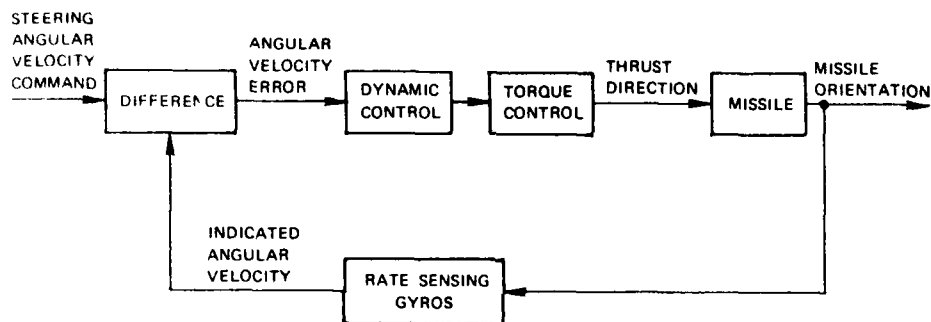 STEERING
ANGULAR
VELOCITY
COMMAND
DIFFERENCE
ANGULAR
VELOCITY
ERROR
DYNAMIC
CONTROL
TORQUE
CONTROL
THRUST
DIRECTION
MISSILE
MISSILE
ORIENTATION
INDICATED
ANGULAR
VELOCITY
RATE SENSING
GYROS